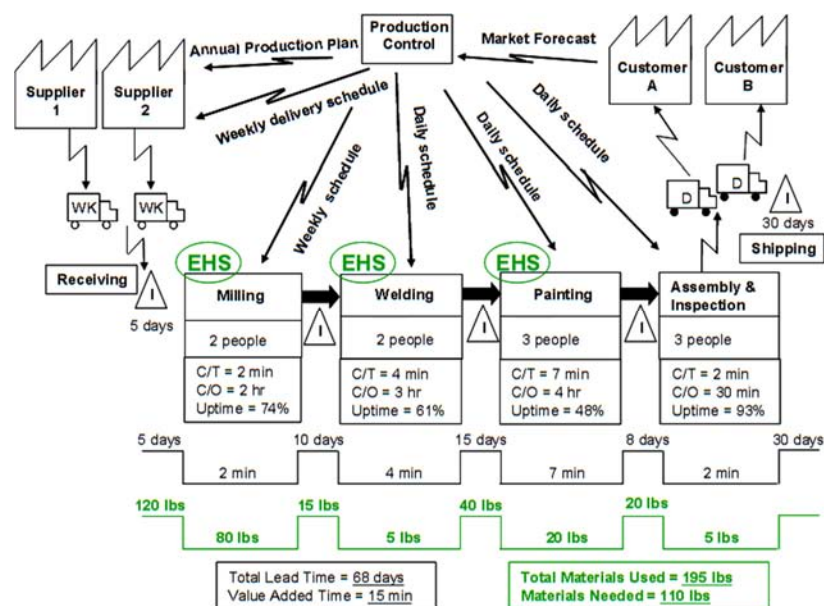 Production
Control
Annual Production Plan
Market Forecast
Supplier
1
Supplier
2
Customer
A
Customer
B
Weekly delivery schedule
Weekly schedule
Daily schedule
Daily schedule
Daily schedule
WK
WK
D
D
I
30 days
Shipping
Receiving
I
5 days
EHS
EHS
EHS
Milling
Welding
Painting
Assembly &
Inspection
I
I
I
2 people
2 people
3 people
3 people
C/T = 2 min
C/O = 2 hr
Uptime = 74%
C/T = 4 min
C/O = 3 hr
Uptime = 61%
C/T = 7 min
C/O = 4 hr
Uptime = 48%
C/T = 2 min
C/O = 30 min
Uptime = 93%
5 days
10 days
15 days
8 days
30 days
2 min
4 min
7 min
2 min
120 lbs
15 lbs
40 lbs
20 lbs
80 lbs
5 lbs
20 lbs
5 lbs
Total Lead Time = 68 days
Value Added Time = 15 min
Total Materials Used = 195 lbs
Materials Needed = 110 lbs